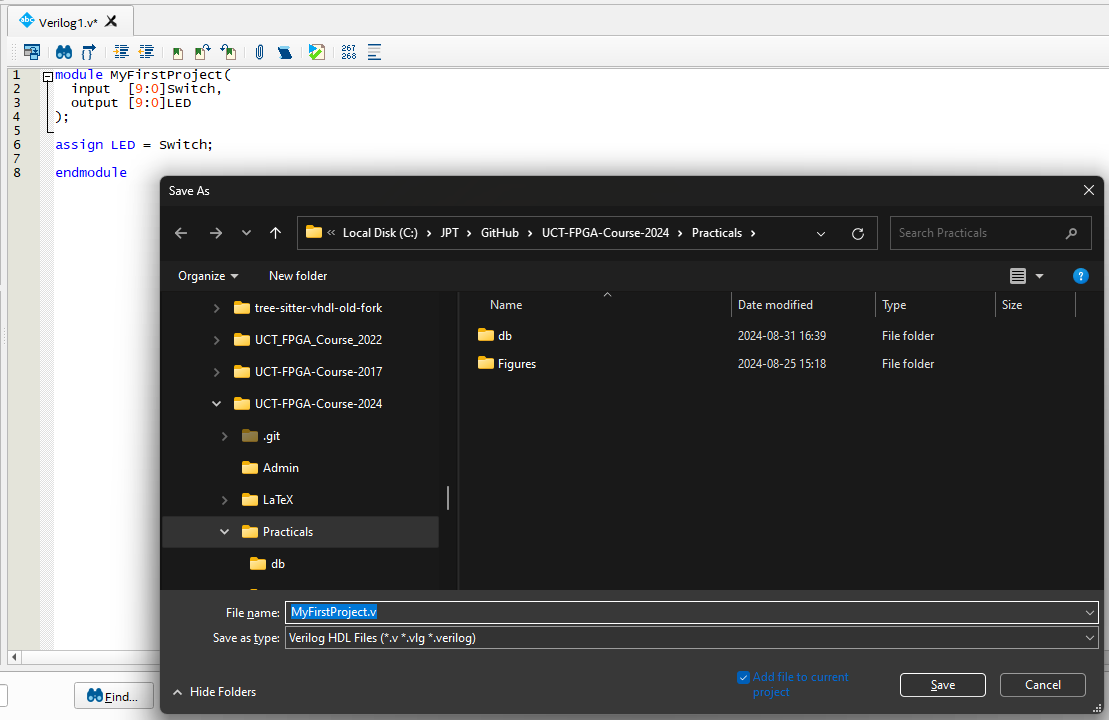 abc Verilog1.v*
267
268
1 module MyFirstProject(
2 input [9:0]Switch,
3 output [9:0]LED
4 );
5
6 assign LED = Switch;
7
8 endmodule
Save As
« Local Disk (C:) › JPT › GitHub › UCT-FPGA-Course-2024 › Practicals ›
Search Practicals
Organize
New folder
?
tree-sitter-vhdl-old-fork
UCT_FPGA_Course_2022
UCT-FPGA-Course-2017
UCT-FPGA-Course-2024
.git
Admin
LaTeX
Practicals
db
Name Date modified Type Size
db 2024-08-31 16:39 File folder
Figures 2024-08-25 15:18 File folder
File name: MyFirstProject.v
Save as type: Verilog HDL Files (*.v *.vlg *.verilog)
Add file to current
project
Hide Folders
Save
Cancel
Find...